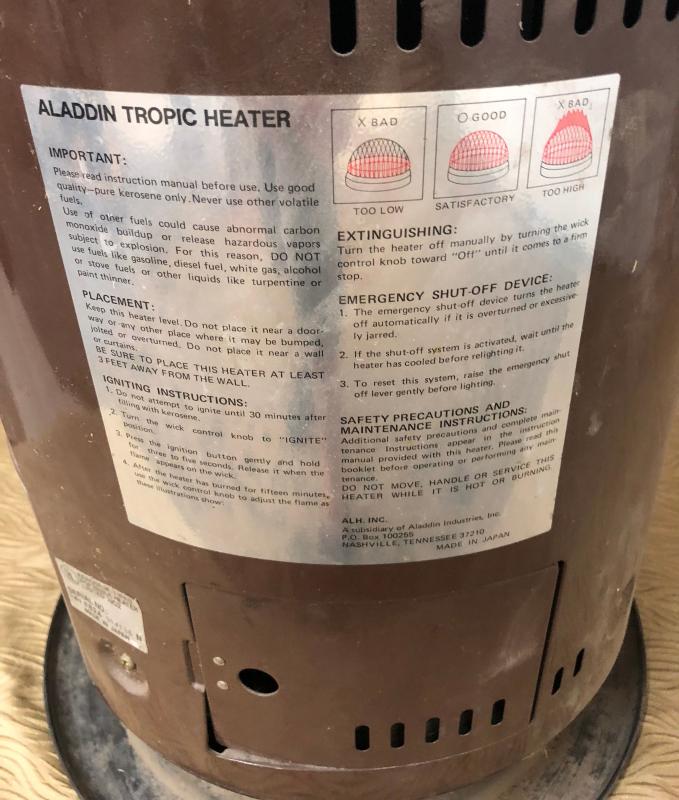 ALADDIN TROPIC HEATER
IMPORTANT:
Please read instruction manual before use. Use good
quality—pure kerosene only. Never use other volatile
fuels.
Use of other fuels could cause abnormal carbon
monoxide buildup or release hazardous vapors
subject to explosion. For this reason, DO NOT
use fuels like gasoline, diesel fuel, white gas, alcohol
or stove fuels or other liquids like turpentine or
paint thinner.
PLACEMENT:
Keep this heater level. Do not place it near a door-
way or any other place where it may be bumped,
jolted or overturned. Do not place it near a wall
or curtains.
BE SURE TO PLACE THIS HEATER AT LEAST
3 FEET AWAY FROM THE WALL.
IGNITING INSTRUCTIONS:
1. Do not attempt to ignite until 30 minutes after
filling with kerosene.
2. Turn the wick control knob to "IGNITE"
position.
3. Press the ignition button gently and hold
for three to five seconds. Release it when the
flame appears on the wick.
4. After the heater has burned for fifteen minutes,
use the wick control knob to adjust the flame as
these illustrations show:
X BAD
TOO LOW
O GOOD
SATISFACTORY
X BAD
TOO HIGH
EXTINGUISHING:
Turn the heater off manually by turning the wick
control knob toward "Off" until it comes to a firm
stop.
EMERGENCY SHUT-OFF DEVICE:
1. The emergency shut-off device turns the heater
off automatically if it is overturned or excessive-
ly jarred.
2. If the shut-off system is activated, wait until the
heater has cooled before relighting it.
3. To reset this system, raise the emergency shut
off lever gently before lighting.
SAFETY PRECAUTIONS AND
MAINTENANCE INSTRUCTIONS:
Additional safety precautions and complete main-
tenance Instructions appear in the instruction
manual provided with this heater. Please read this
booklet before operating or performing any main-
tenance.
DO NOT MOVE, HANDLE OR SERVICE THIS
HEATER WHILE IT IS HOT OR BURNING.
ALH. INC.
A subsidiary of Aladdin Industries, Inc.
P.O. Box 100255
NASHVILLE, TENNESSEE 37210
MADE IN JAPAN
KEROSENE HEATER
SERIAL NO.
MADE IN JAPAN